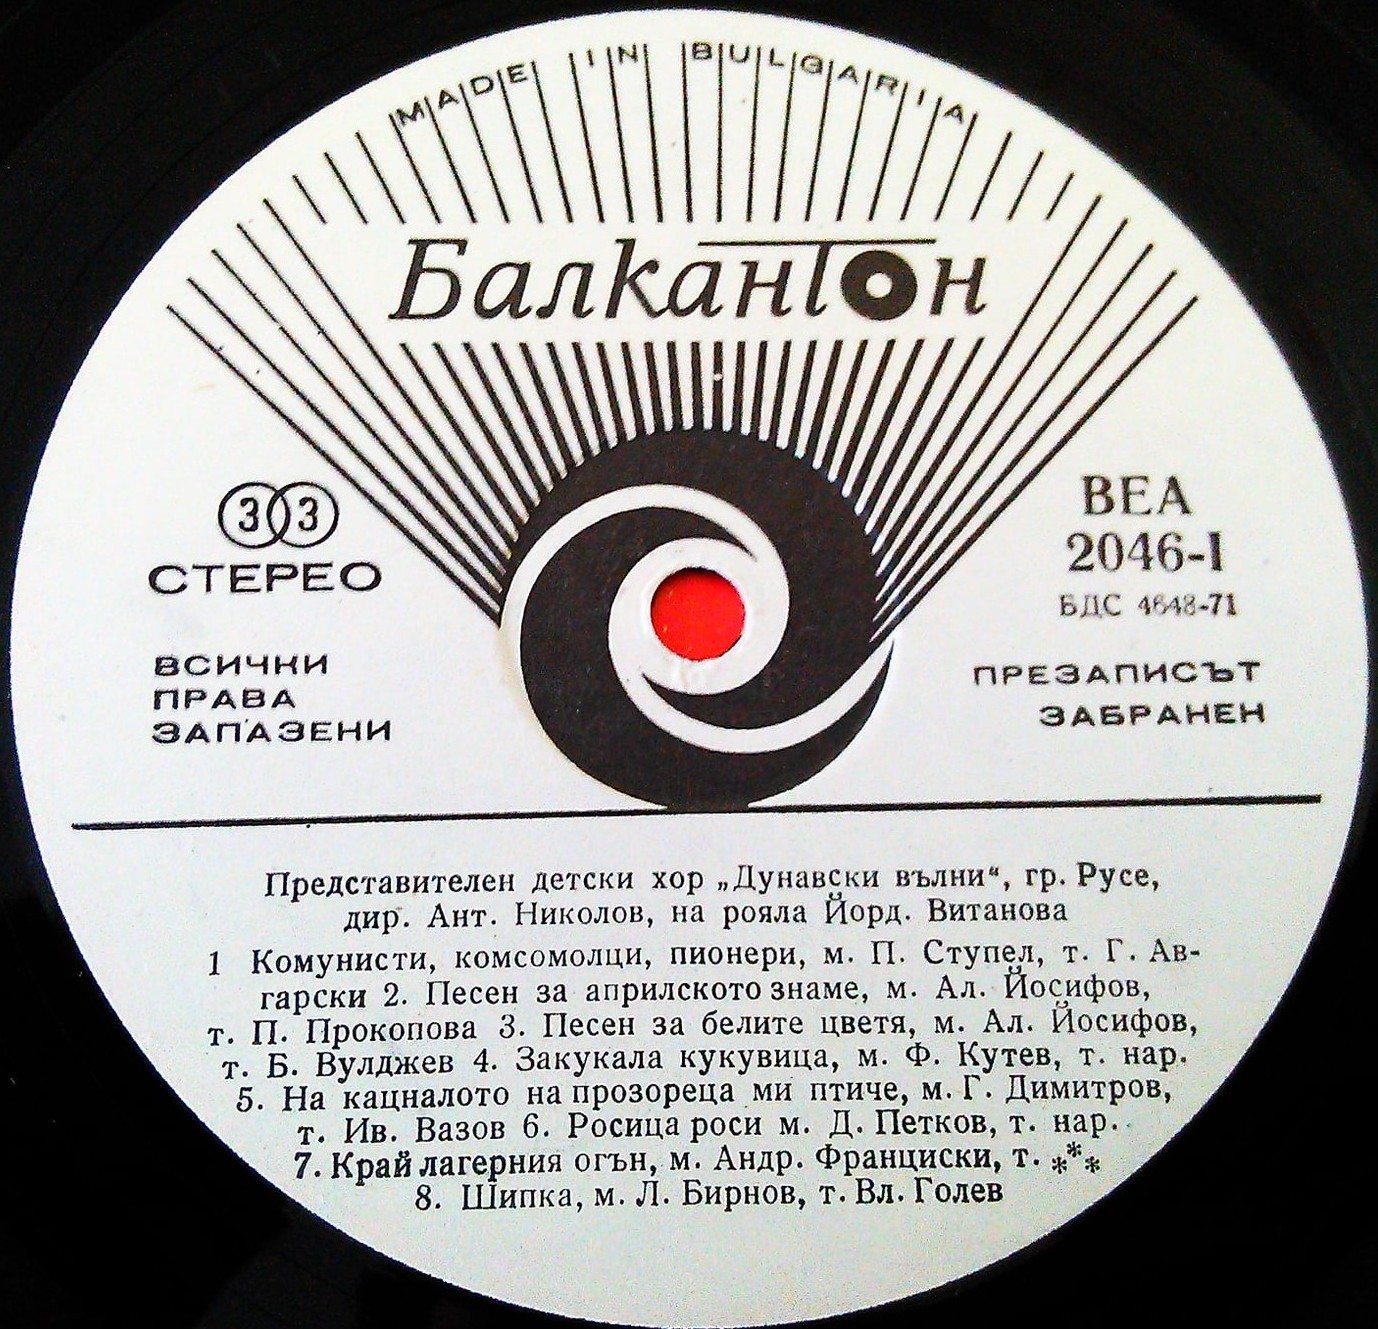 MADE IN BULGARIA
Балкантон
33
СТЕРЕО
ВСИЧКИ
ПРАВА
ЗАПАЗЕНИ
ВЕА
2046-I
БДС 4648-71
ПРЕЗАПИСЪТ
ЗАБРАНЕН
Представителен детски хор „Дунавски вълни“, гр. Русе,
дир. Ант. Николов, на рояла Йорд. Витанова
1 Комунисти, комсомолци, пионери, м. П. Ступел, т. Г. Ав-
гарски 2. Песен за априлското знаме, м. Ал. Йосифов,
т. П. Прокопова 3. Песен за белите цветя, м. Ал. Йосифов,
т. Б. Вулджев 4. Закукала кукувица, м. Ф. Кутев, т. нар.
5. На кацналото на прозореца ми птиче, м. Г. Димитров,
т. Ив. Вазов 6. Росица роси м. Д. Петков, т. нар.
7. Край лагерния огън, м. Андр. Франциски, т. ***
8. Шипка, м. Л. Бирнов, т. Вл. Голев